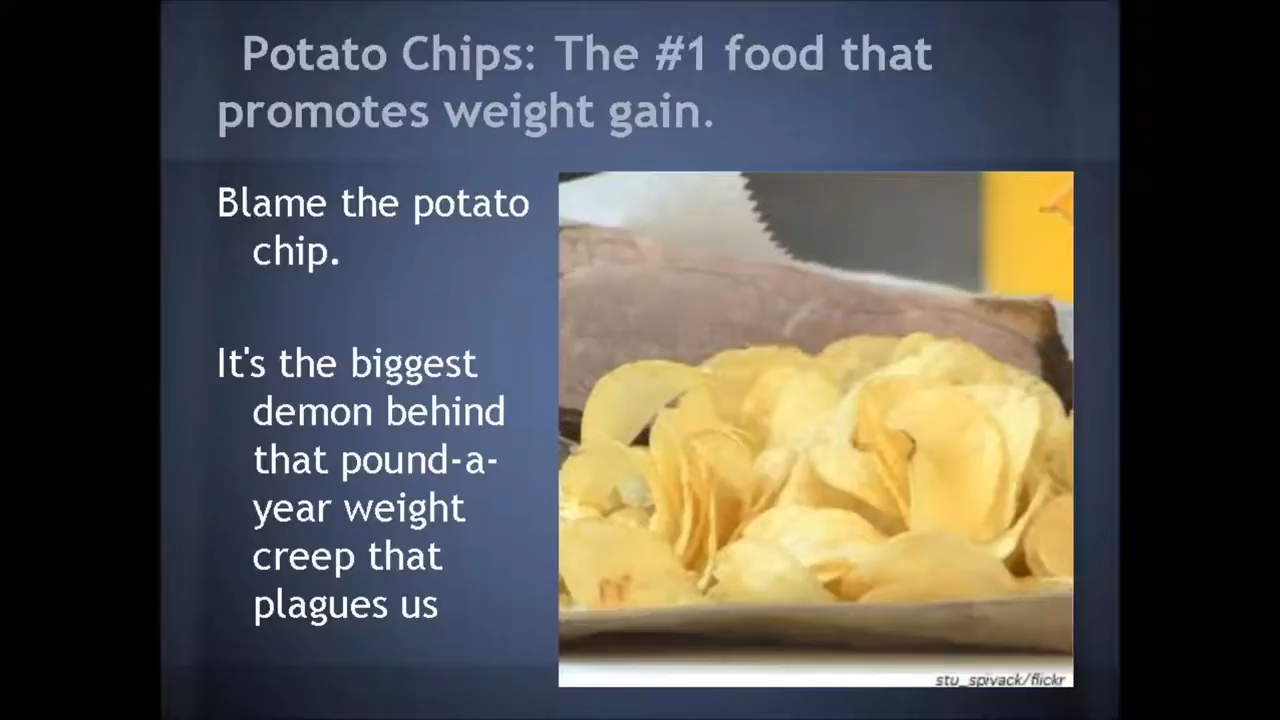 Potato Chips: The #1 food that
promotes weight gain.
Blame the potato
chip.
It's the biggest
demon behind
that pound-a-
year weight
creep that
plagues us
stu_spivack/flickr